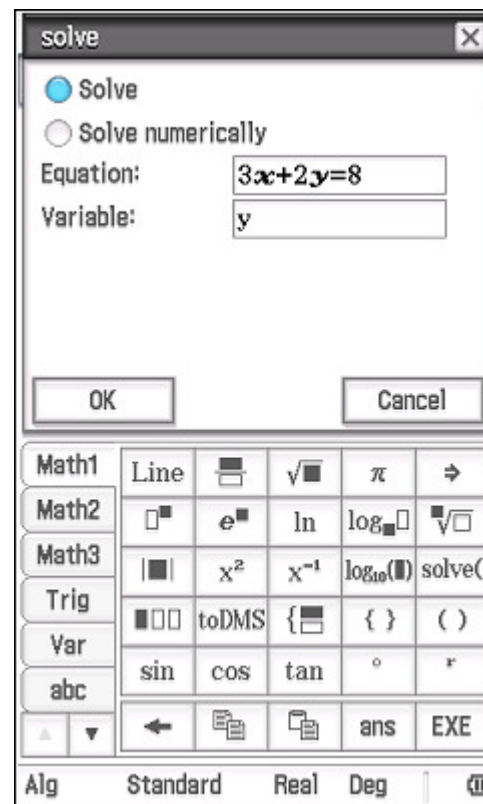 solve
Solve
Solve numerically
Equation: 3x+2y=8
Variable: y
OK Cancel
Math1 Line √■ π ⇒
Math2 □■ e■ ln log■□ ■√□
Math3 |■| x² x⁻¹ log₁₀(■) solve(
Trig ■□□ toDMS { { } ( )
Var sin cos tan ° r
abc
← ans EXE
Alg Standard Real Deg